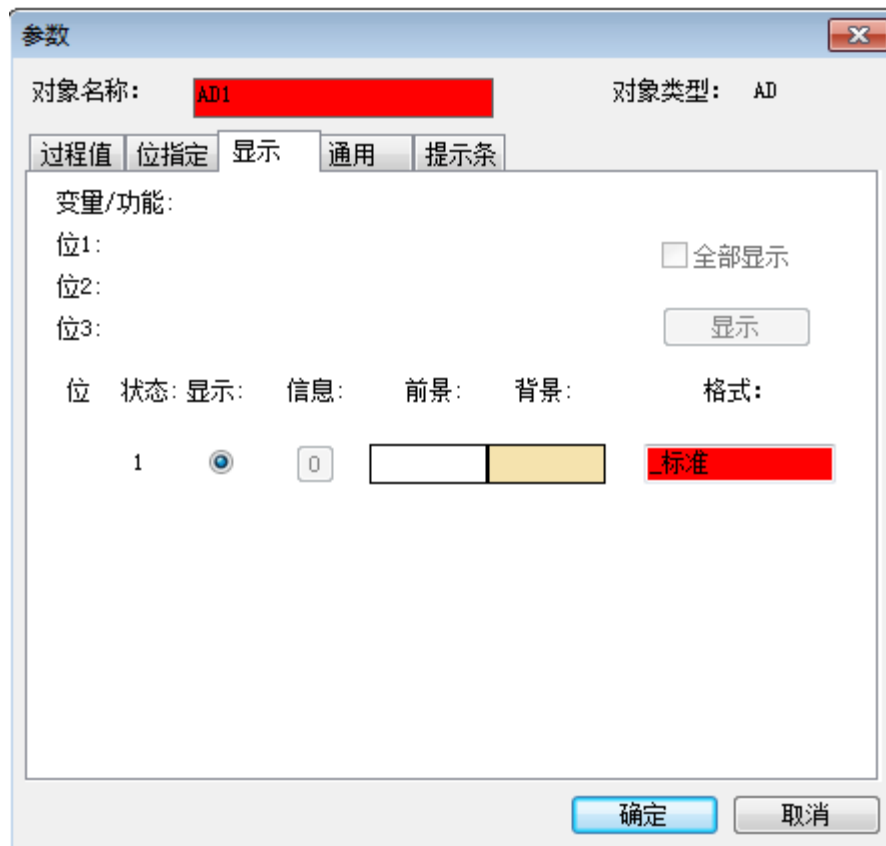 参数
对象名称： AD1 对象类型： AD
过程值 位指定 显示 通用 提示条
变量/功能:
位1:
全部显示
位2:
位3:
显示
位 状态: 显示: 信息: 前景: 背景: 格式：
1 0 _标准
确定 取消